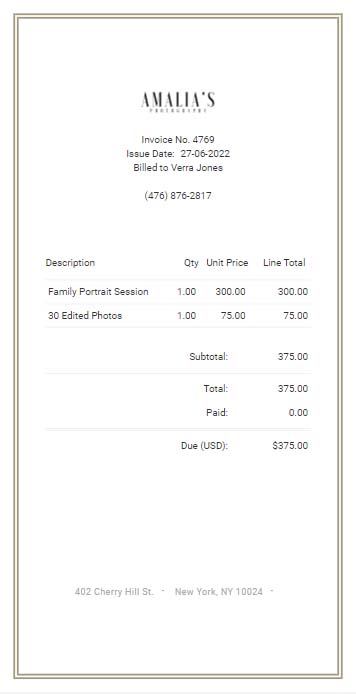 AMALIA'S
PHOTOGRAPHY
Invoice No. 4769
Issue Date: 27-06-2022
Billed to Verra Jones
(476) 876-2817
Description Qty Unit Price Line Total
Family Portrait Session 1.00 300.00 300.00
30 Edited Photos 1.00 75.00 75.00
Subtotal: 375.00
Total: 375.00
Paid: 0.00
Due (USD): $375.00
402 Cherry Hill St. · New York, NY 10024 ·